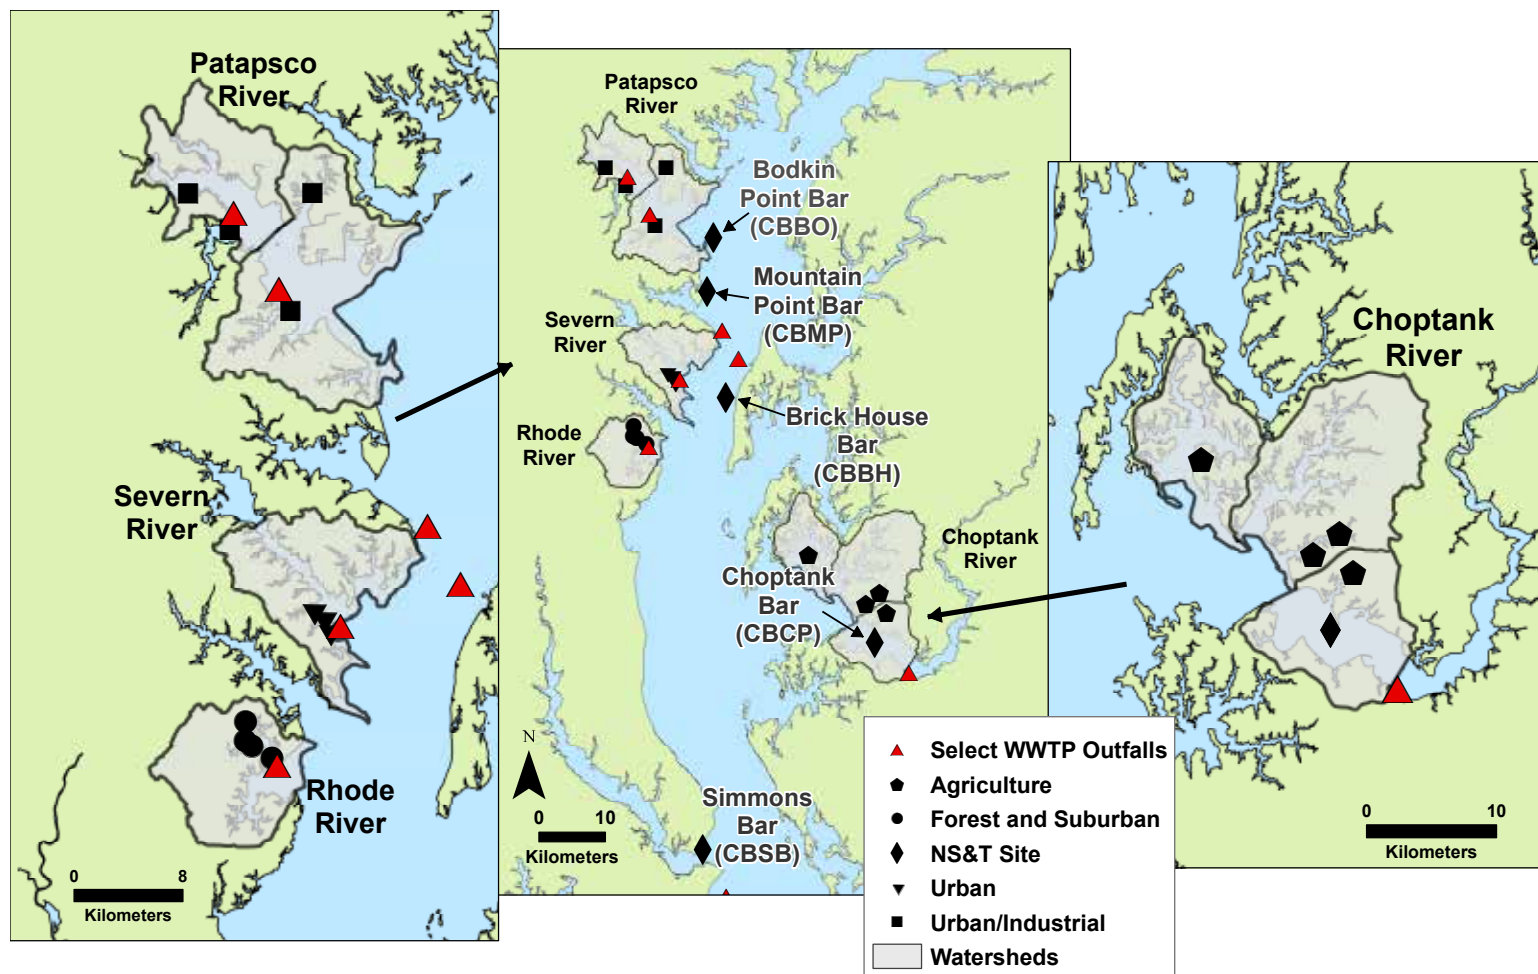 Patapsco
River
Severn
River
Rhode
River
0 8
Kilometers
Patapsco
River
Bodkin
Point Bar
(CBBO)
Mountain
Point Bar
(CBMP)
Severn
River
Brick House
Bar
(CBBH)
Rhode
River
Choptank
River
Choptank
Bar
(CBCP)
Simmons
Bar
(CBSB)
N
0 10
Kilometers
Choptank
River
0 10
Kilometers
Select WWTP Outfalls
Agriculture
Forest and Suburban
NS&T Site
Urban
Urban/Industrial
Watersheds